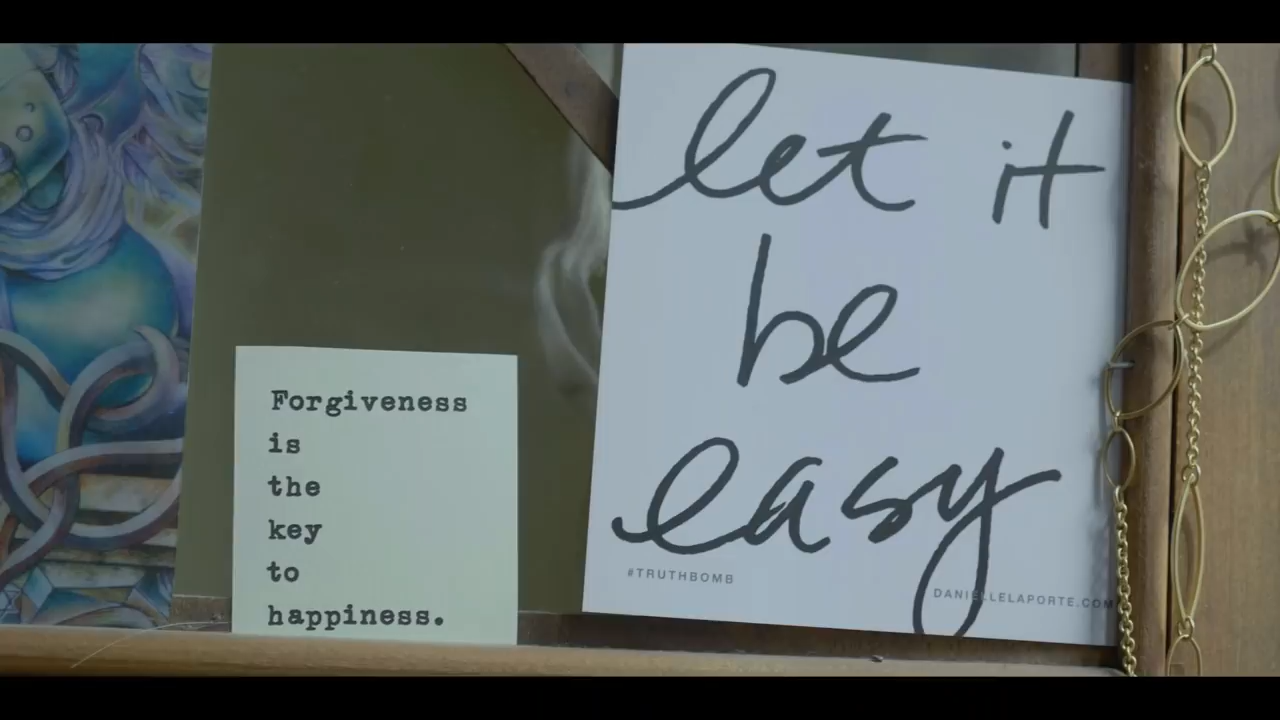 Forgiveness
is
the
key
to
happiness.
let it
be
easy
#TRUTHBOMB
DANIELLELAPORTE.COM